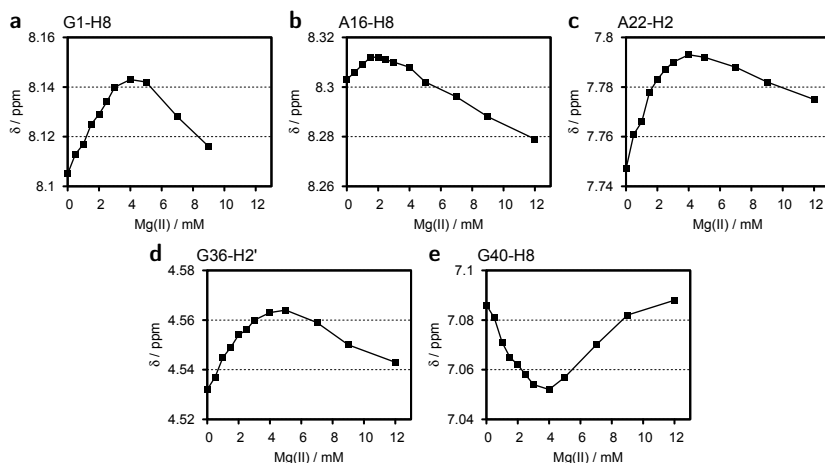 a G1-H8
8.16
8.14
8.12
8.1
δ / ppm
0 2 4 6 8 10 12
Mg(II) / mM
b A16-H8
8.32
8.3
8.28
8.26
δ / ppm
0 2 4 6 8 10 12
Mg(II) / mM
c A22-H2
7.8
7.78
7.76
7.74
δ / ppm
0 2 4 6 8 10 12
Mg(II) / mM
d G36-H2'
4.58
4.56
4.54
4.52
δ / ppm
0 2 4 6 8 10 12
Mg(II) / mM
e G40-H8
7.1
7.08
7.06
7.04
δ / ppm
0 2 4 6 8 10 12
Mg(II) / mM